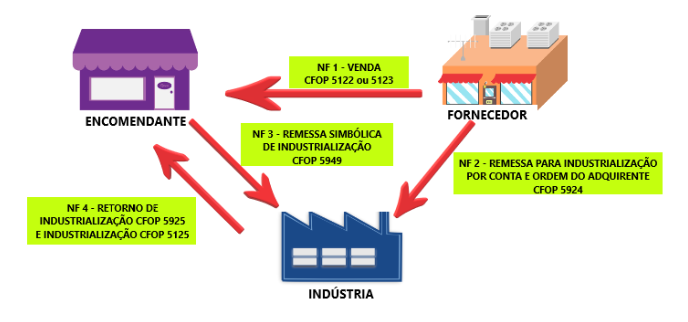 NF 1 - VENDA
CFOP 5122 ou 5123
ENCOMENDANTE
FORNECEDOR
NF 3 - REMESSA SIMBÓLICA
DE INDUSTRIALIZAÇÃO
CFOP 5949
NF 2 - REMESSA PARA INDUSTRIALIZAÇÃO
POR CONTA E ORDEM DO ADQUIRENTE
CFOP 5924
NF 4 - RETORNO DE
INDUSTRIALIZAÇÃO CFOP 5925
E INDUSTRIALIZAÇÃO CFOP 5125
INDÚSTRIA